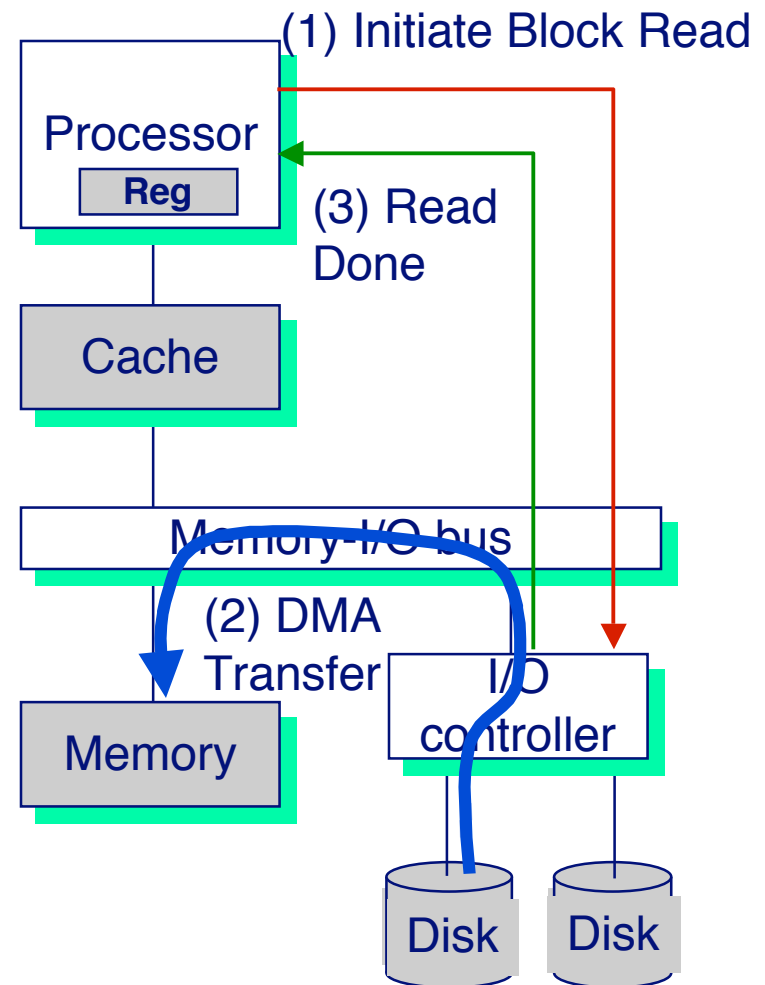 (1) Initiate Block Read
Processor
Reg
(3) Read
Done
Cache
Memory-I/O bus
(2) DMA
Transfer
I/O
controller
Memory
Disk
Disk